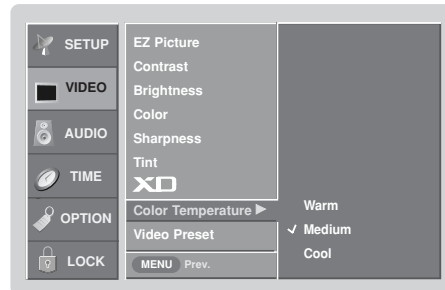 SETUP
VIDEO
AUDIO
TIME
OPTION
LOCK
EZ Picture
Contrast
Brightness
Color
Sharpness
Tint
XD
Color Temperature ▶
Video Preset
MENU Prev.
Warm
✓ Medium
Cool